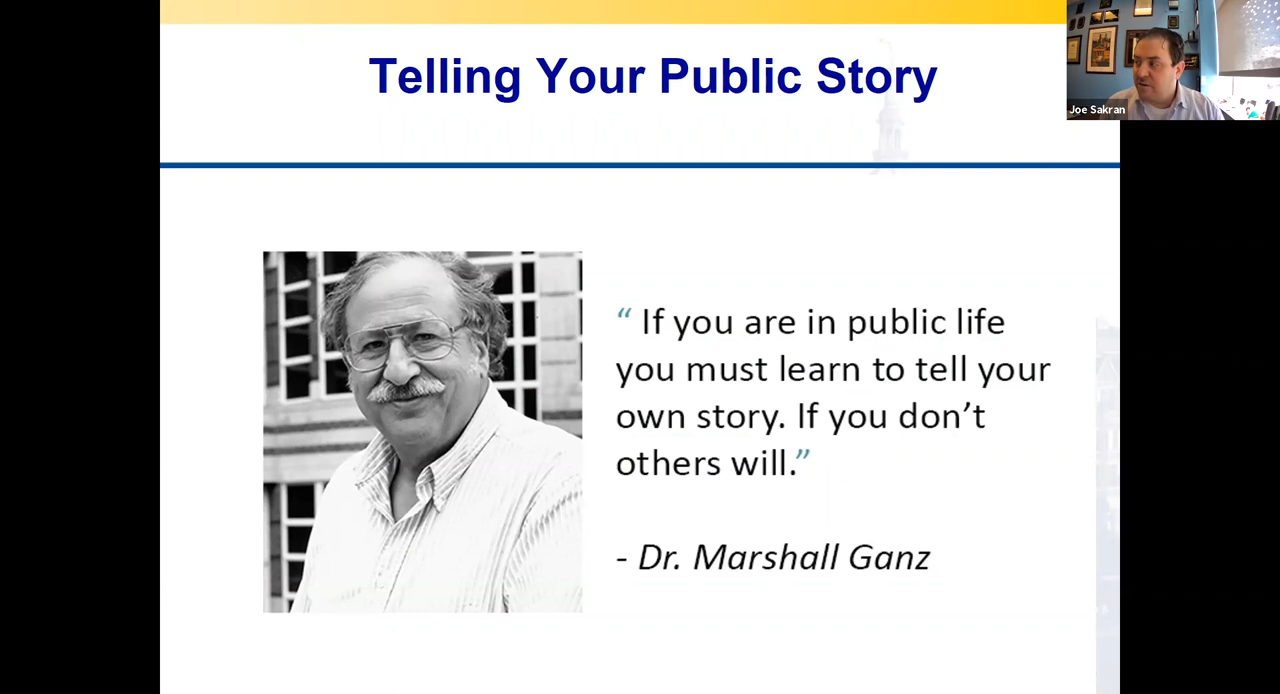 Telling Your Public Story
Joe Sakran
“ If you are in public life
you must learn to tell your
own story. If you don’t
others will.”
- Dr. Marshall Ganz